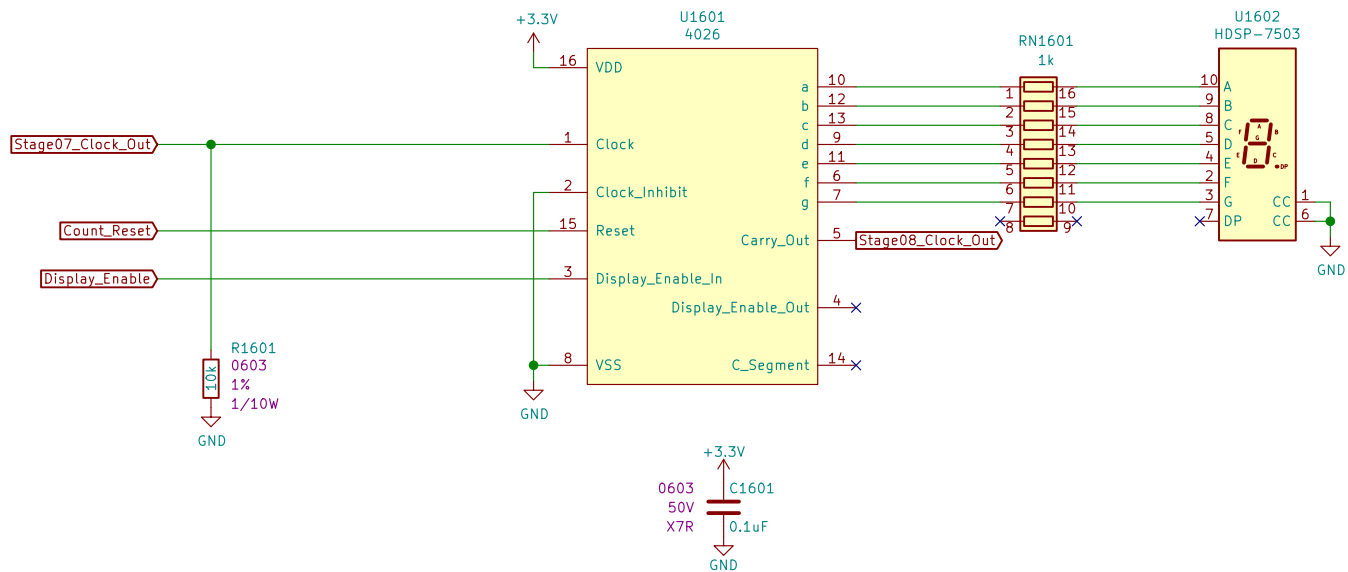 +3.3V
U1601
4026
16 VDD
Stage07_Clock_Out
1 Clock
2 Clock_Inhibit
Count_Reset
15 Reset
Display_Enable
3 Display_Enable_In
8 VSS
GND
a 10
b 12
c 13
d 9
e 11
f 6
g 7
Carry_Out 5
Stage08_Clock_Out
Display_Enable_Out 4
C_Segment 14
RN1601
1k
1 16
2 15
3 14
4 13
5 12
6 11
7 10
8 9
U1602
HDSP-7503
10 A
9 B
8 C
5 D
4 E
2 F
3 G
7 DP
A
F B
G
E C
D
DP
CC 1
CC 6
GND
R1601
10k
0603
1%
1/10W
GND
+3.3V
0603
50V
X7R
C1601
0.1uF
GND